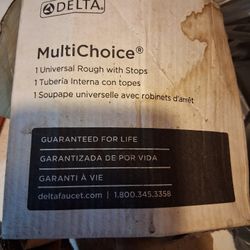 DELTA
MultiChoice®
1 Universal Rough with Stops
1 Tubería Interna con topes
1 Soupape universelle avec robinets d'arrêt
GUARANTEED FOR LIFE
GARANTIZADA DE POR VIDA
GARANTI À VIE
deltafaucet.com | 1.800.345.3358